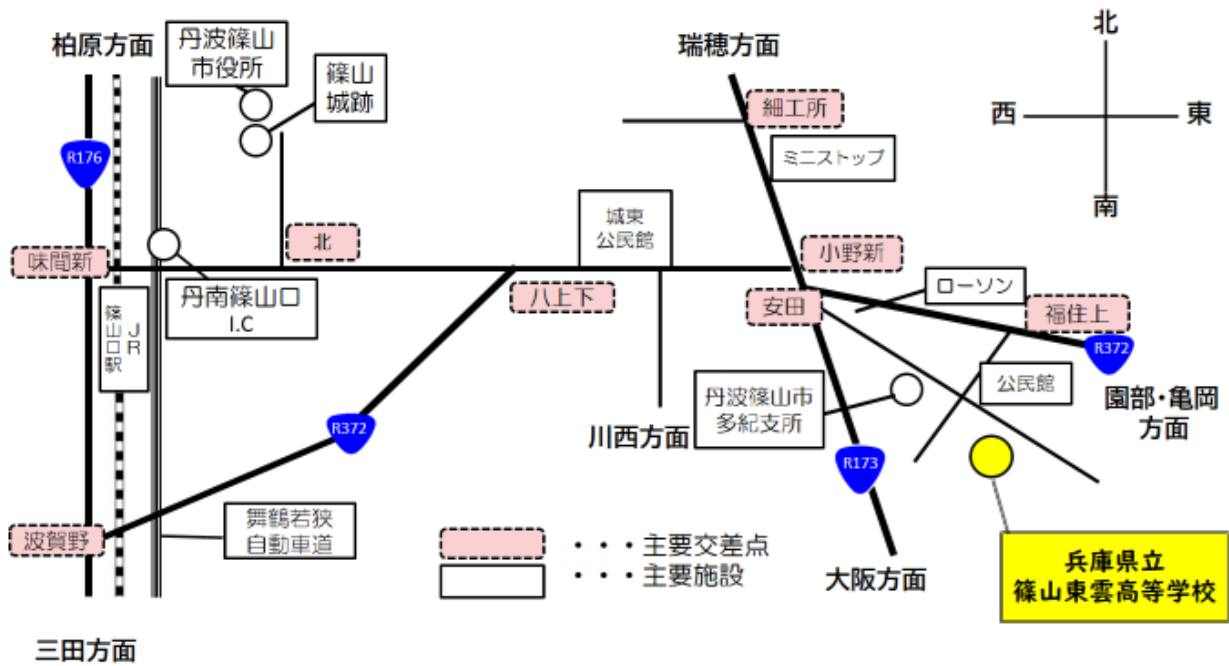 北
西
東
南
柏原方面
丹波篠山
市役所
篠山
城跡
瑞穂方面
細工所
ミニストップ
R176
味間新
北
城東
公民館
小野新
丹南篠山口
I.C
八上下
安田
ローソン
福住上
R372
JR
篠山口駅
公民館
園部・亀岡
方面
丹波篠山市
多紀支所
川西方面
R372
R173
波賀野
舞鶴若狭
自動車道
・・・主要交差点
・・・主要施設
大阪方面
兵庫県立
篠山東雲高等学校
三田方面